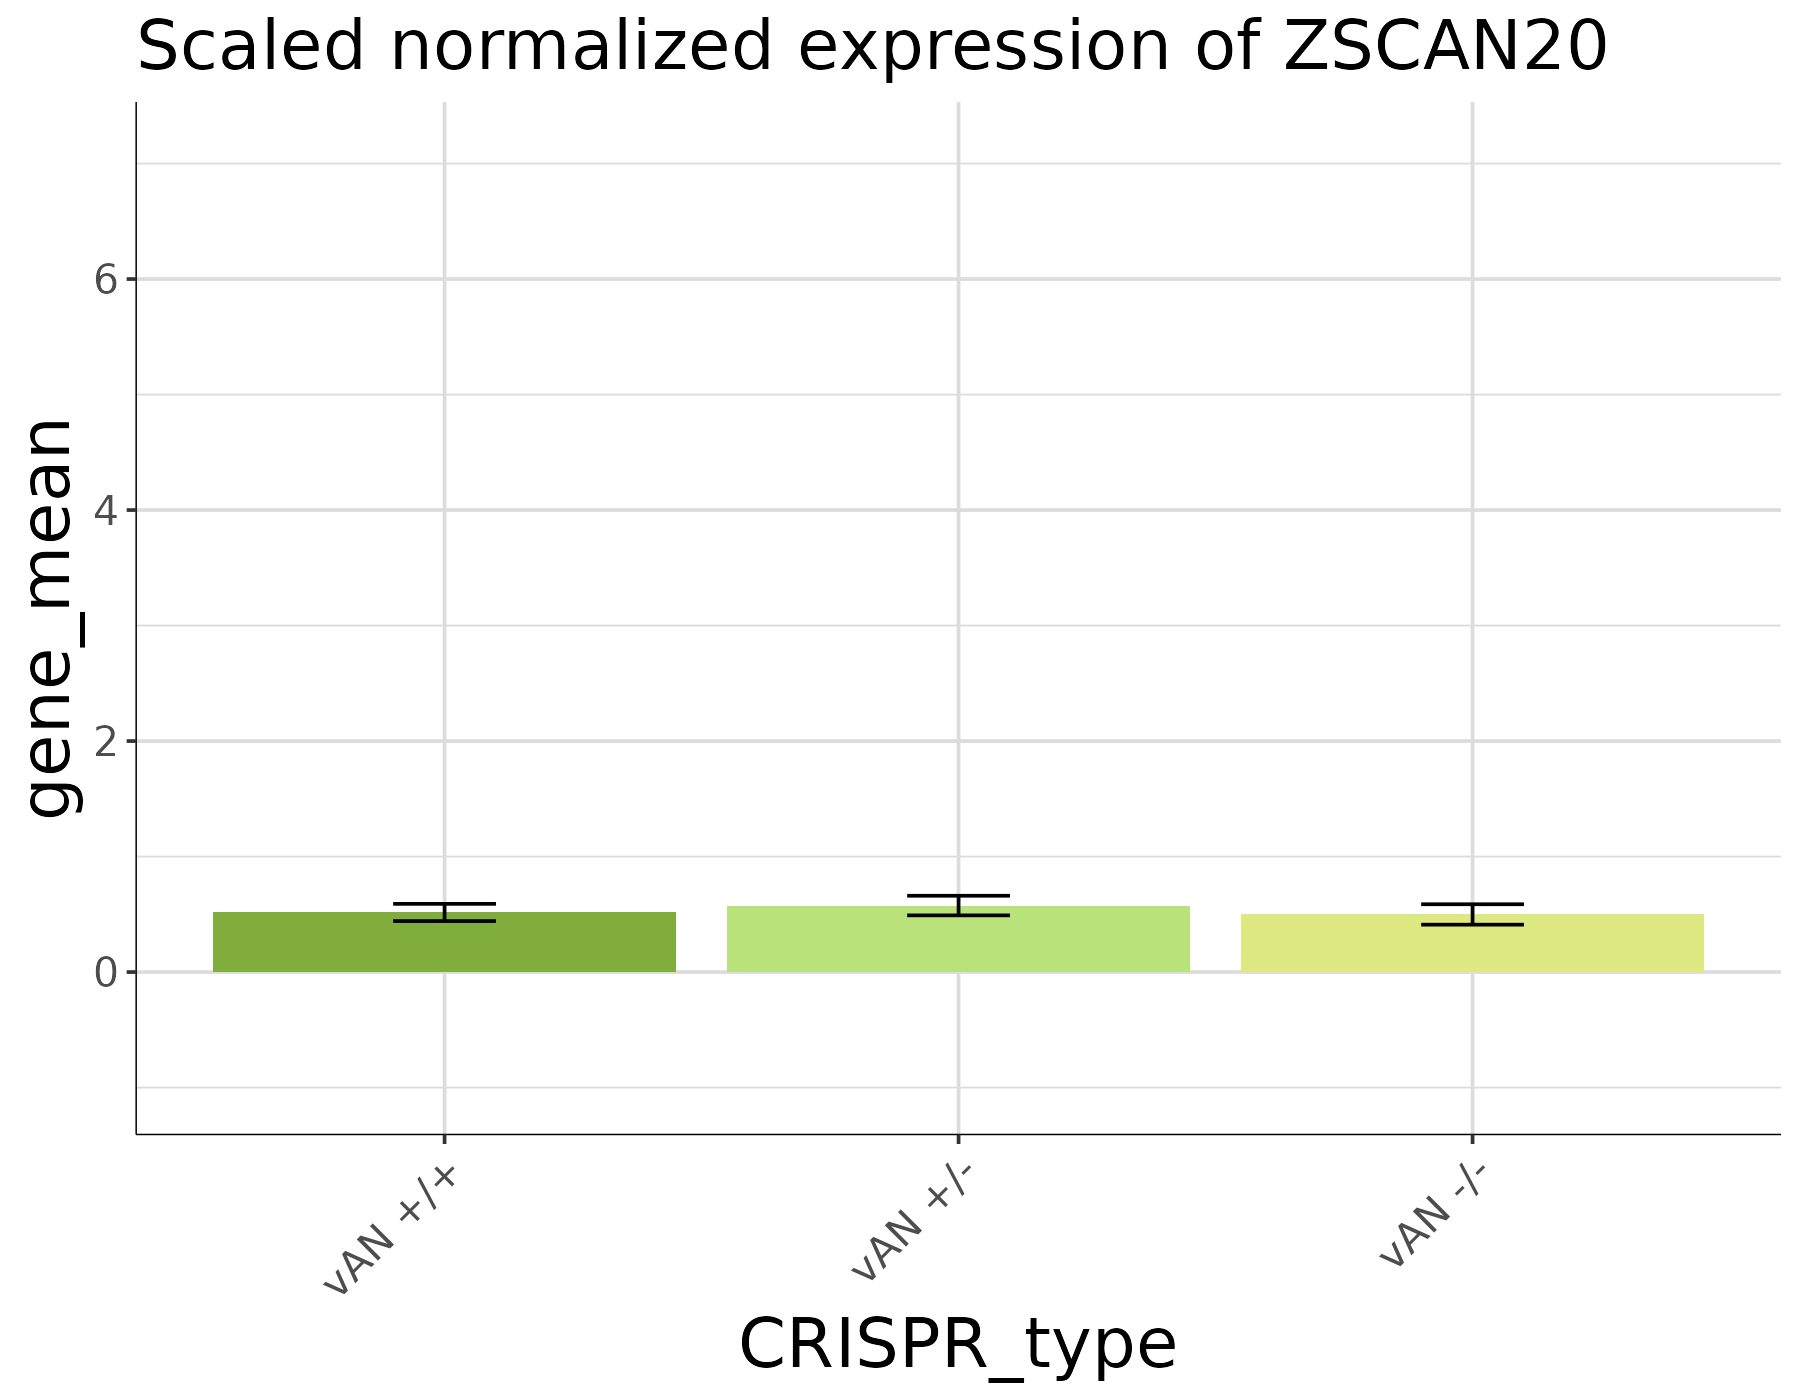 Scaled normalized expression of ZSCAN20
gene_mean
6
4
2
0
vAN +/+
vAN +/-
vAN -/-
CRISPR_type